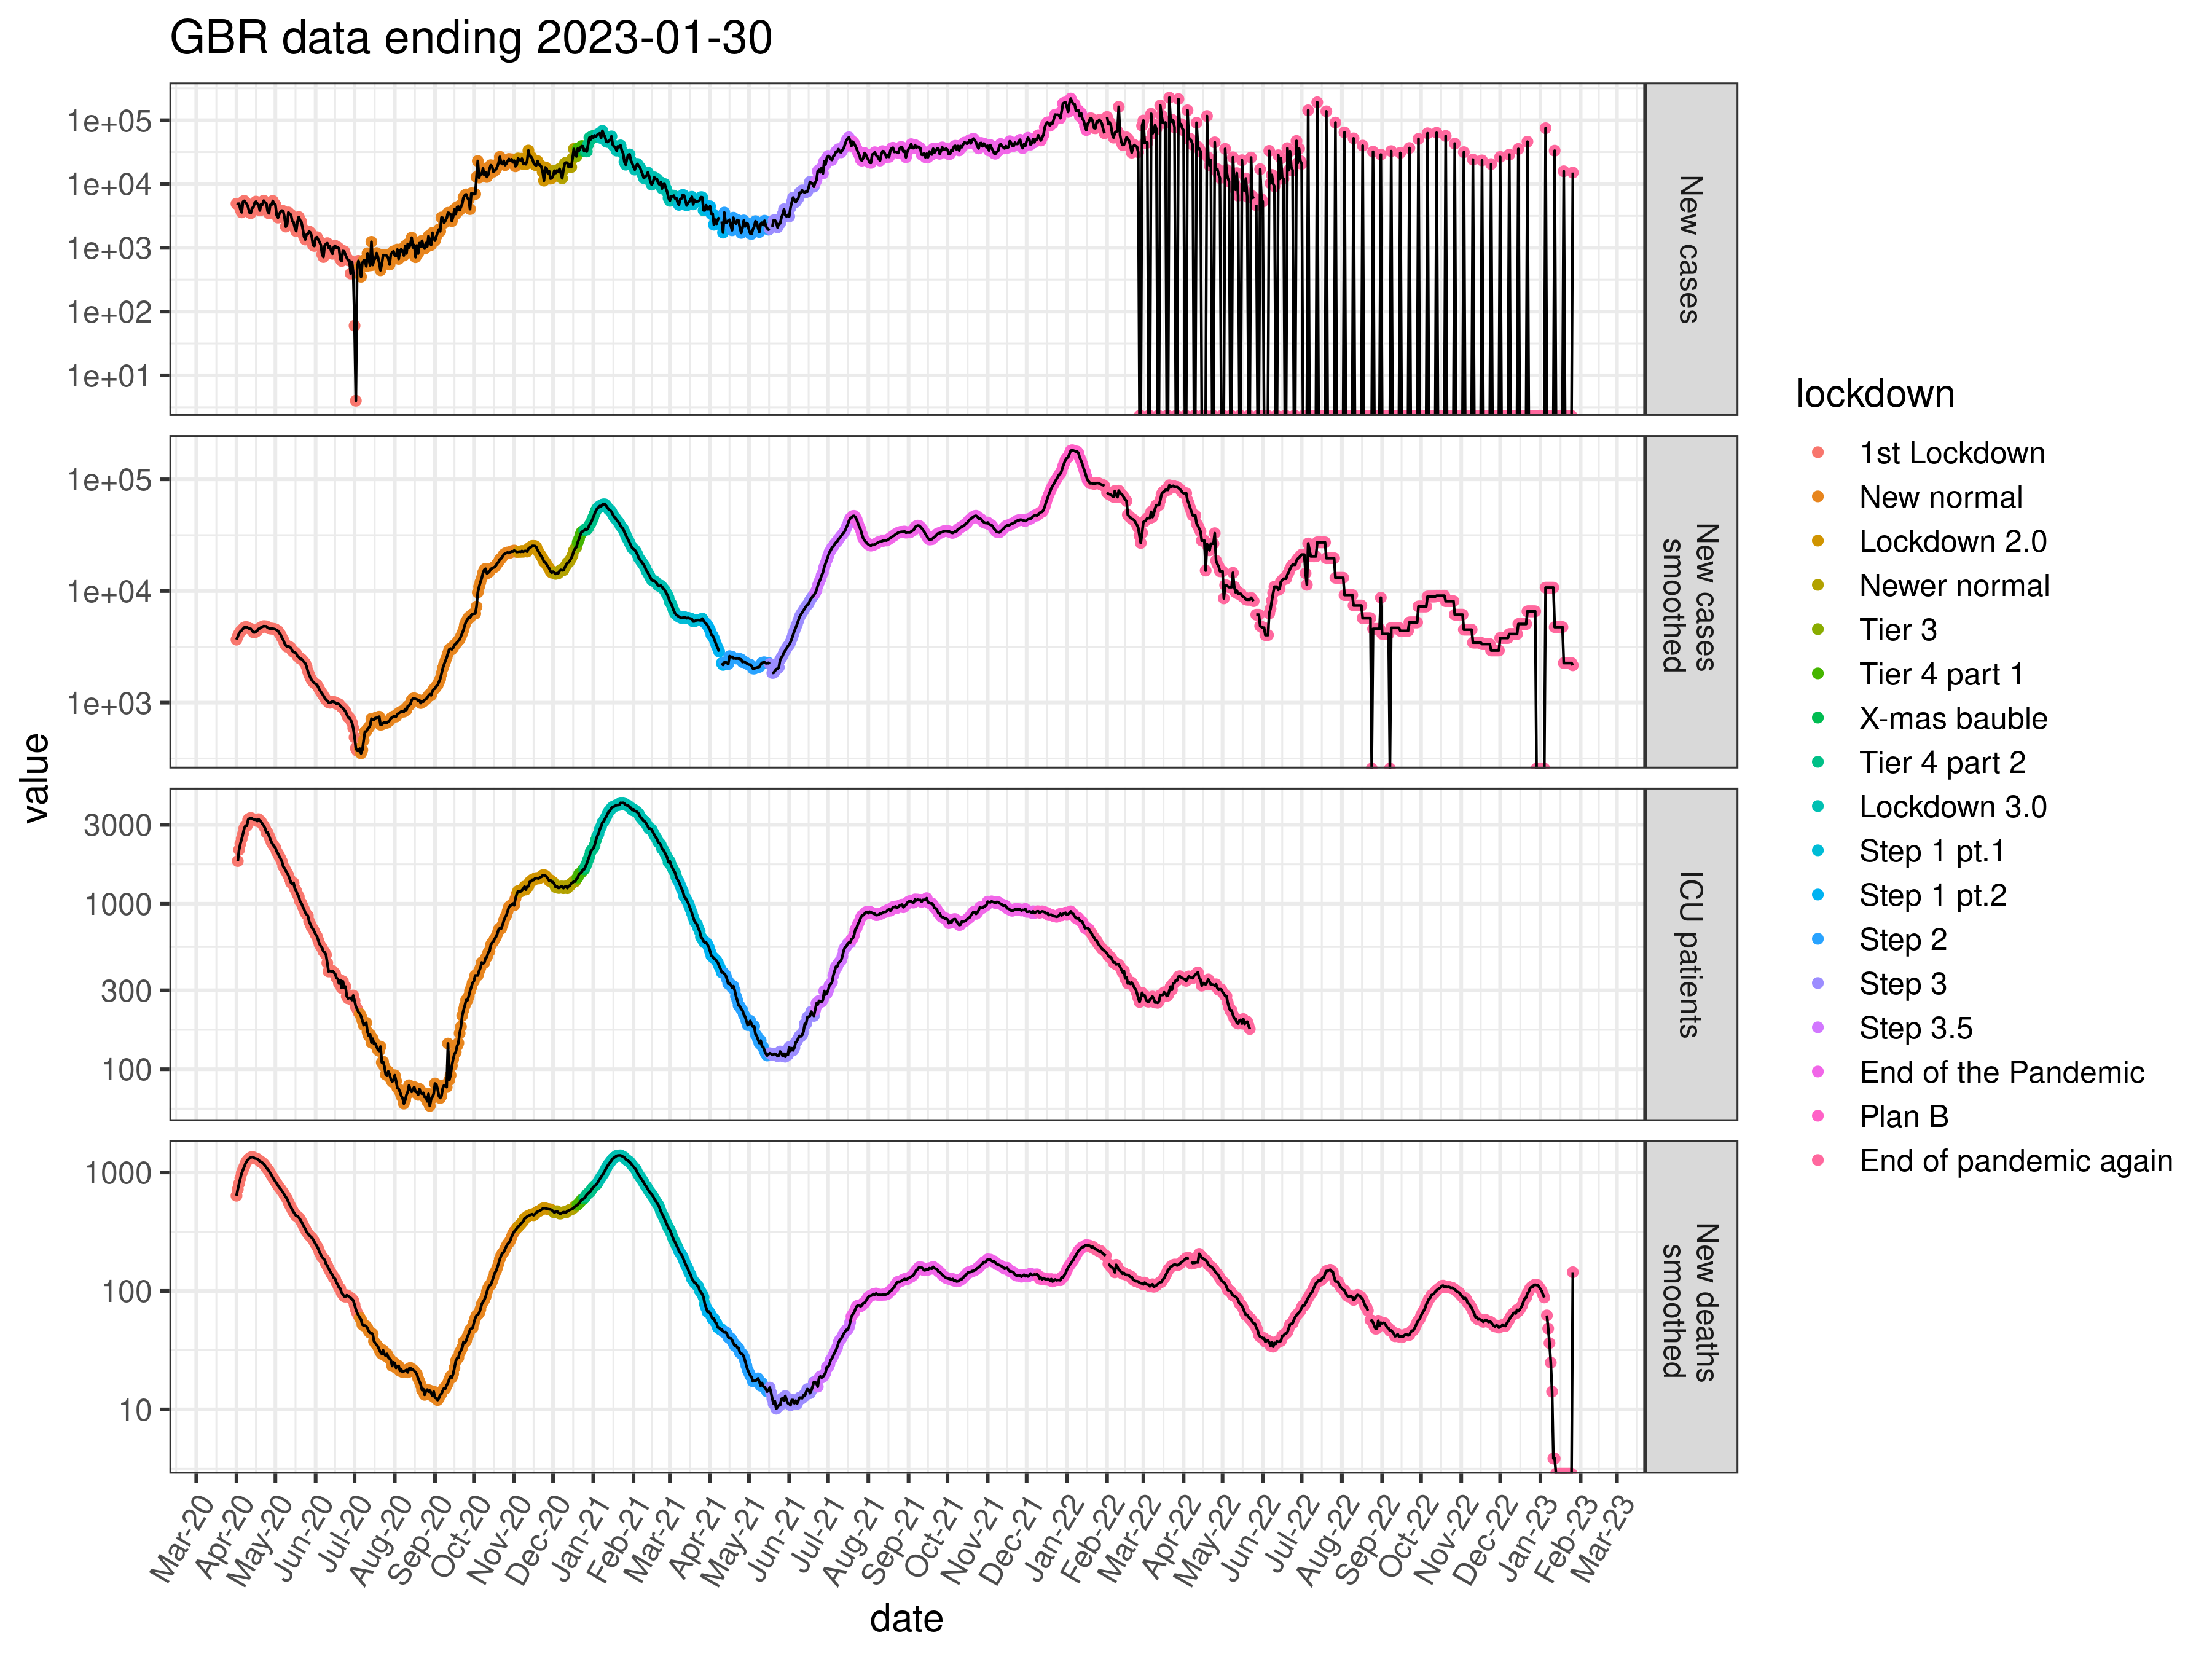 GBR data ending 2023-01-30
1e+05
1e+04
1e+03
1e+02
1e+01
New cases
1e+05
1e+04
1e+03
New cases
smoothed
3000
1000
300
100
ICU patients
1000
100
10
New deaths
smoothed
value
Mar-20
Apr-20
May-20
Jun-20
Jul-20
Aug-20
Sep-20
Oct-20
Nov-20
Dec-20
Jan-21
Feb-21
Mar-21
Apr-21
May-21
Jun-21
Jul-21
Aug-21
Sep-21
Oct-21
Nov-21
Dec-21
Jan-22
Feb-22
Mar-22
Apr-22
May-22
Jun-22
Jul-22
Aug-22
Sep-22
Oct-22
Nov-22
Dec-22
Jan-23
Feb-23
Mar-23
date
lockdown
1st Lockdown
New normal
Lockdown 2.0
Newer normal
Tier 3
Tier 4 part 1
X-mas bauble
Tier 4 part 2
Lockdown 3.0
Step 1 pt.1
Step 1 pt.2
Step 2
Step 3
Step 3.5
End of the Pandemic
Plan B
End of pandemic again